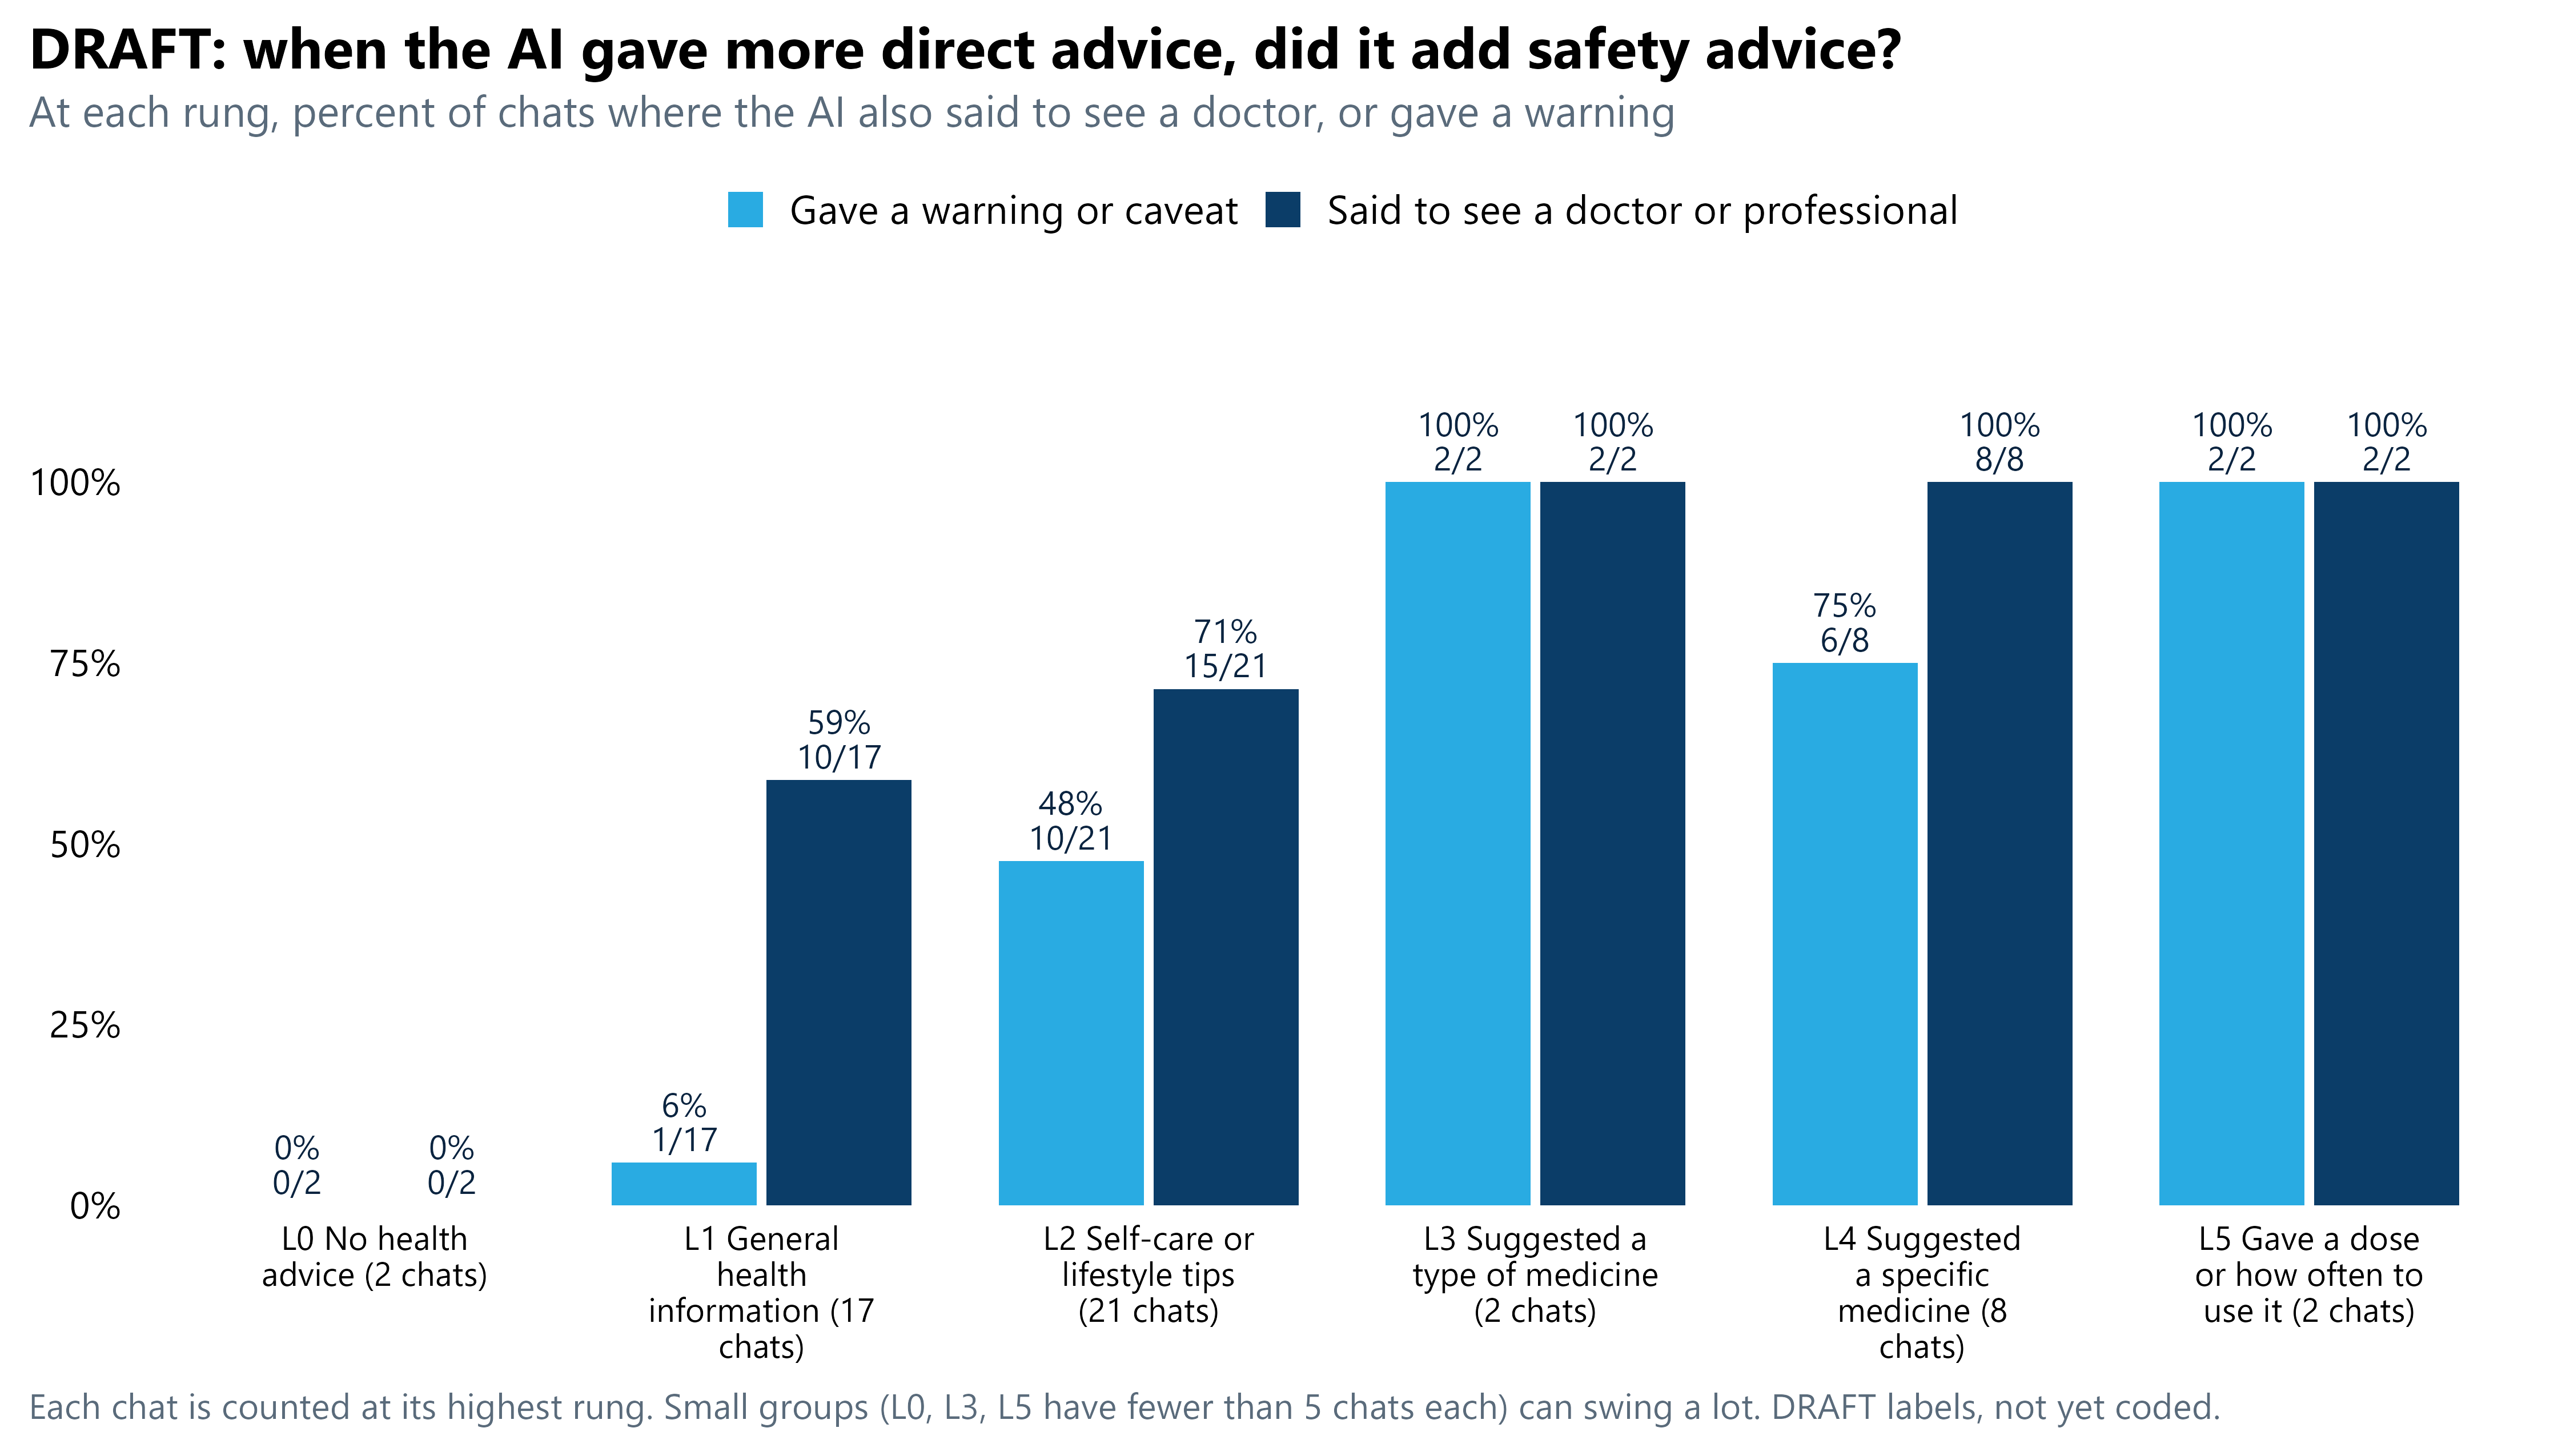 DRAFT: when the AI gave more direct advice, did it add safety advice?
At each rung, percent of chats where the AI also said to see a doctor, or gave a warning
Gave a warning or caveat
Said to see a doctor or professional
100%
75%
50%
25%
0%
0%
0/2
0%
0/2
6%
1/17
59%
10/17
48%
10/21
71%
15/21
100%
2/2
100%
2/2
75%
6/8
100%
8/8
100%
2/2
100%
2/2
L0 No health
advice (2 chats)
L1 General
health
information (17
chats)
L2 Self-care or
lifestyle tips
(21 chats)
L3 Suggested a
type of medicine
(2 chats)
L4 Suggested
a specific
medicine (8
chats)
L5 Gave a dose
or how often to
use it (2 chats)
Each chat is counted at its highest rung. Small groups (L0, L3, L5 have fewer than 5 chats each) can swing a lot. DRAFT labels, not yet coded.